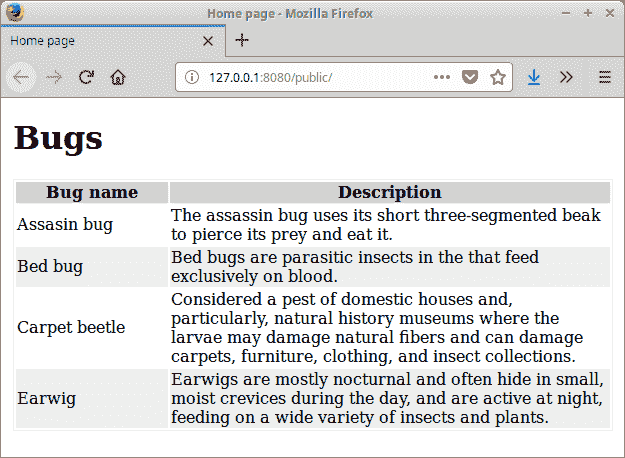 Home page - Mozilla Firefox
Home page
127.0.0.1:8080/public/
Bugs
Bug name Description
Assasin bug
The assassin bug uses its short three-segmented beak
to pierce its prey and eat it.
Bed bug
Bed bugs are parasitic insects in the that feed
exclusively on blood.
Carpet beetle
Considered a pest of domestic houses and,
particularly, natural history museums where the
larvae may damage natural fibers and can damage
carpets, furniture, clothing, and insect collections.
Earwig
Earwigs are mostly nocturnal and often hide in small,
moist crevices during the day, and are active at night,
feeding on a wide variety of insects and plants.